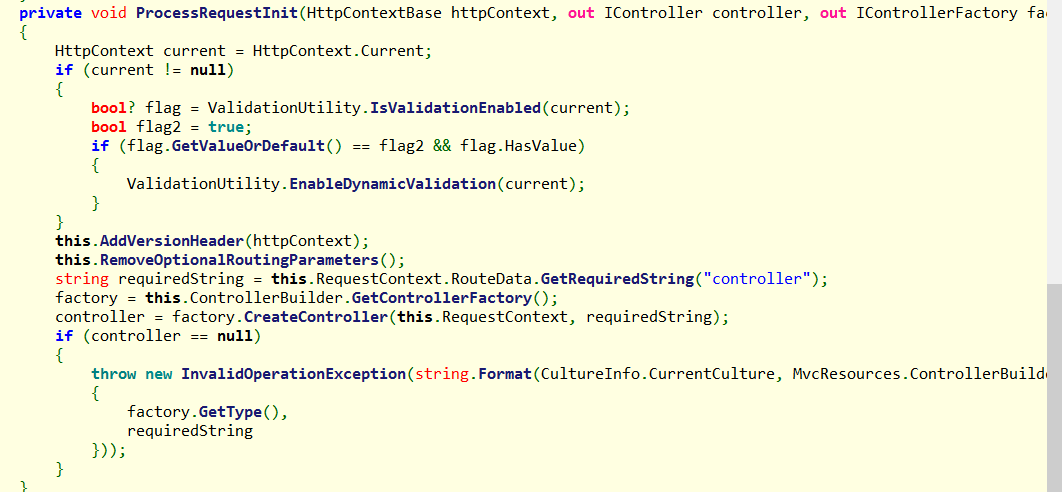 private void ProcessRequestInit(HttpContextBase httpContext, out IController controller, out IControllerFactory fa
{
HttpContext current = HttpContext.Current;
if (current != null)
{
bool? flag = ValidationUtility.IsValidationEnabled(current);
bool flag2 = true;
if (flag.GetValueOrDefault() == flag2 && flag.HasValue)
{
ValidationUtility.EnableDynamicValidation(current);
}
}
this.AddVersionHeader(httpContext);
this.RemoveOptionalRoutingParameters();
string requiredString = this.RequestContext.RouteData.GetRequiredString("controller");
factory = this.ControllerBuilder.GetControllerFactory();
controller = factory.CreateController(this.RequestContext, requiredString);
if (controller == null)
{
throw new InvalidOperationException(string.Format(CultureInfo.CurrentCulture, MvcResources.ControllerBuild
{
factory.GetType(),
requiredString
}));
}
}